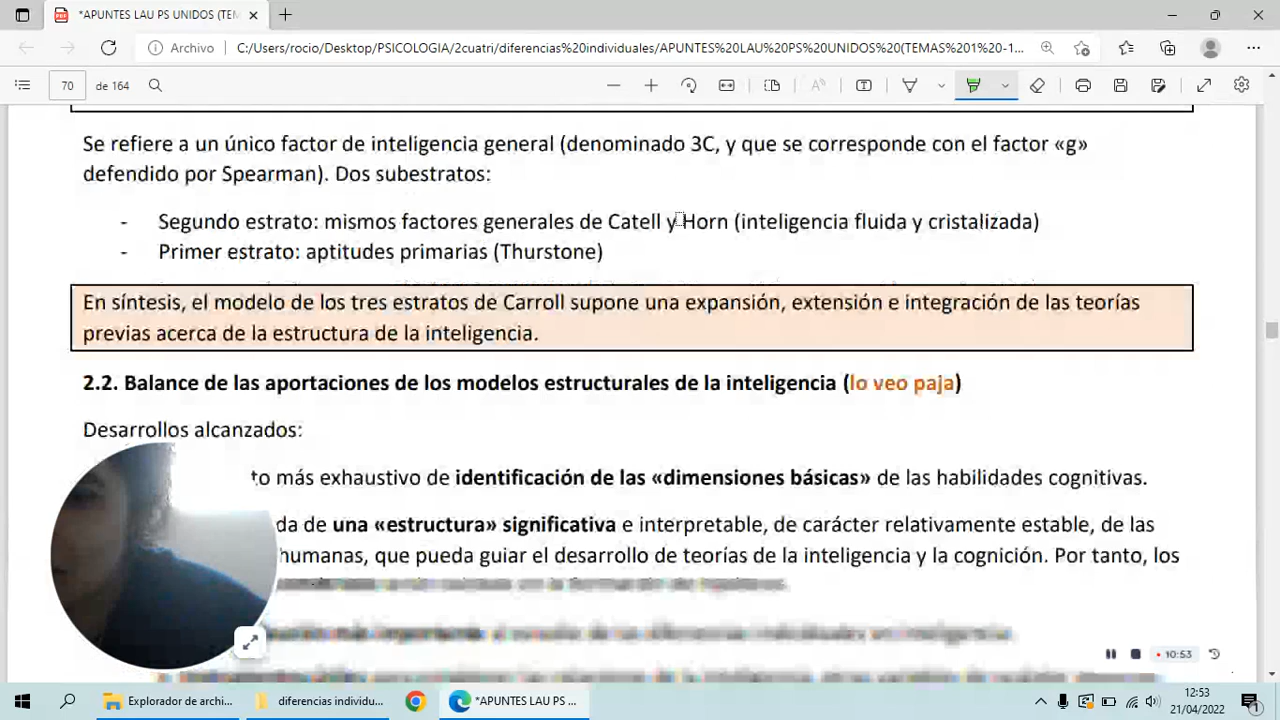 *APUNTES LAU PS UNIDOS (TEM
Archivo
C:/Users/rocio/Desktop/PSICOLOGIA/2cuatri/diferencias%20individuales/APUNTES%20LAU%20PS%20UNIDOS%20(TEMAS%201%20-1...
70 de 164
Se refiere a un único factor de inteligencia general (denominado 3C, y que se corresponde con el factor «g»
defendido por Spearman). Dos subestratos:
- Segundo estrato: mismos factores generales de Catell y Horn (inteligencia fluida y cristalizada)
- Primer estrato: aptitudes primarias (Thurstone)
En síntesis, el modelo de los tres estratos de Carroll supone una expansión, extensión e integración de las teorías
previas acerca de la estructura de la inteligencia.
2.2. Balance de las aportaciones de los modelos estructurales de la inteligencia (lo veo paja)
Desarrollos alcanzados:
to más exhaustivo de identificación de las «dimensiones básicas» de las habilidades cognitivas.
da de una «estructura» significativa e interpretable, de carácter relativamente estable, de las
humanas, que pueda guiar el desarrollo de teorías de la inteligencia y la cognición. Por tanto, los
10:53
Explorador de archi...
diferencias individu...
*APUNTES LAU PS ...
12:53
21/04/2022